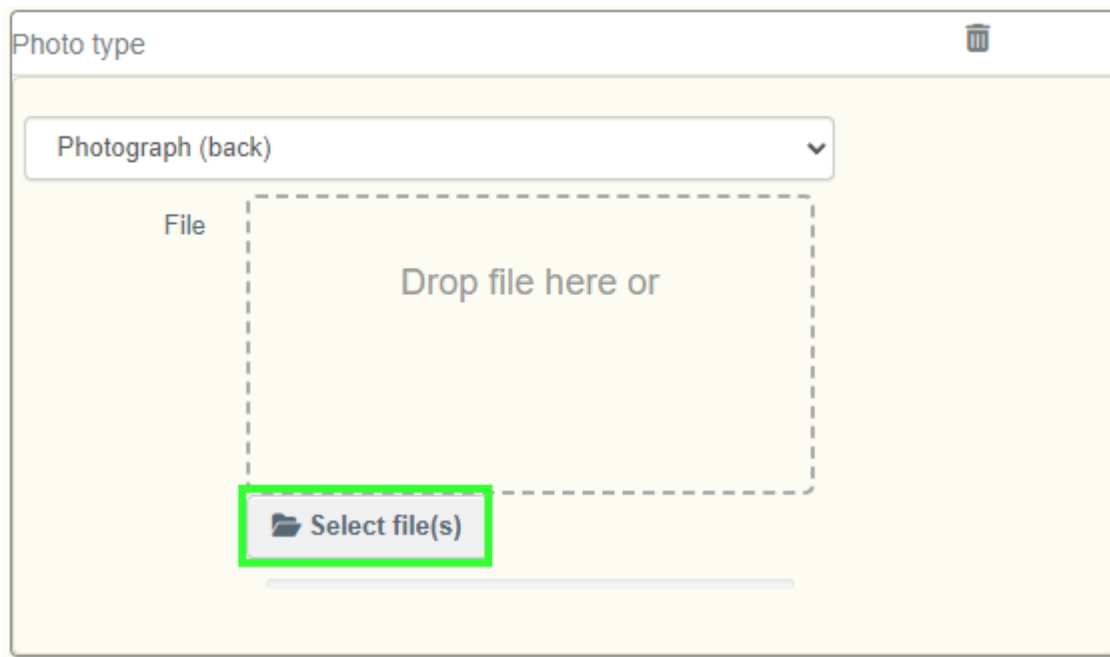 Photo type
Photograph (back)
File
Drop file here or
Select file(s)